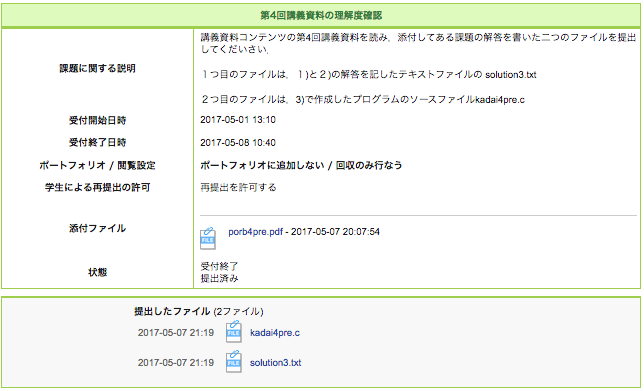 第4回講義資料の理解度確認
課題に関する説明
講義資料コンテンツの第4回講義資料を読み，添付してある課題の解答を書いた二つのファイルを提出
してくだいさい．
１つ目のファイルは，１)と２)の解答を記したテキストファイルの solution3.txt
２つ目のファイルは，3)で作成したプログラムのソースファイルkadai4pre.c
受付開始日時 2017-05-01 13:10
受付終了日時 2017-05-08 10:40
ポートフォリオ / 閲覧設定 ポートフォリオに追加しない / 回収のみ行なう
学生による再提出の許可 再提出を許可する
添付ファイル
FILE porb4pre.pdf - 2017-05-07 20:07:54
状態
受付終了
提出済み
提出したファイル (2ファイル)
2017-05-07 21:19 FILE kadai4pre.c
2017-05-07 21:19 FILE solution3.txt